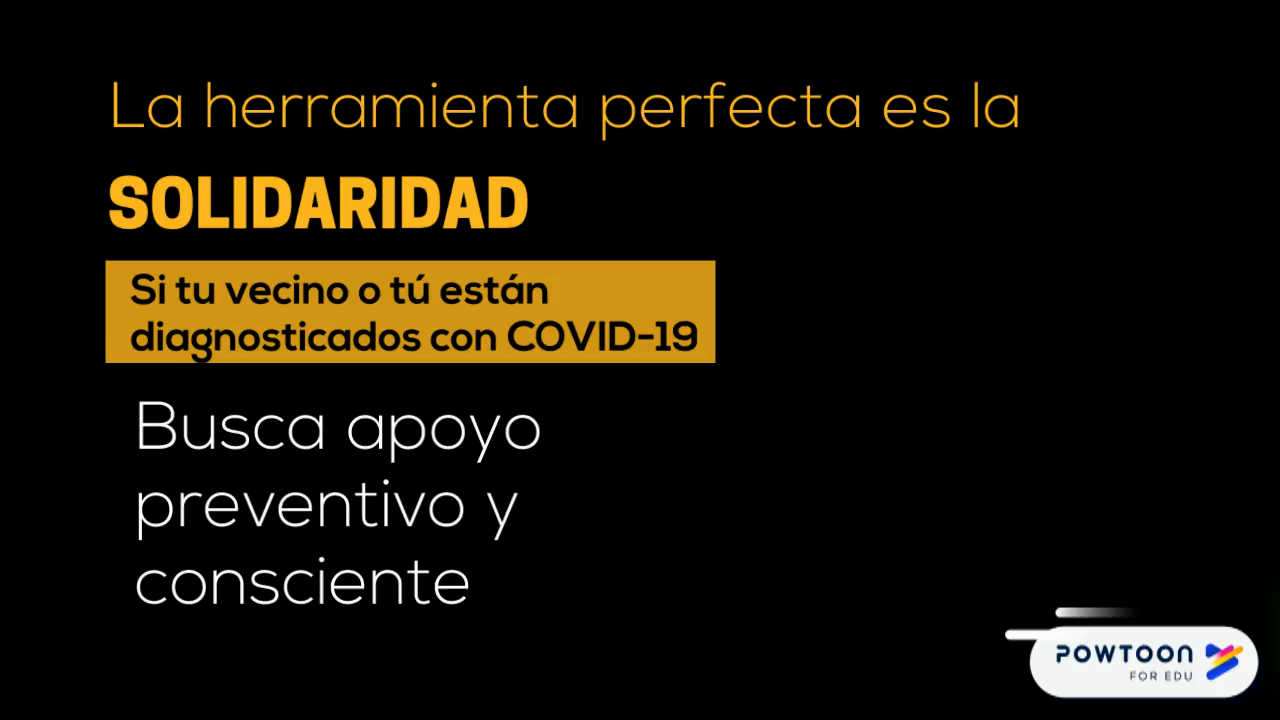 La herramienta perfecta es la
SOLIDARIDAD
Si tu vecino o tú están
diagnosticados con COVID-19
Busca apoyo
preventivo y
consciente
POWTOON
FOR EDU